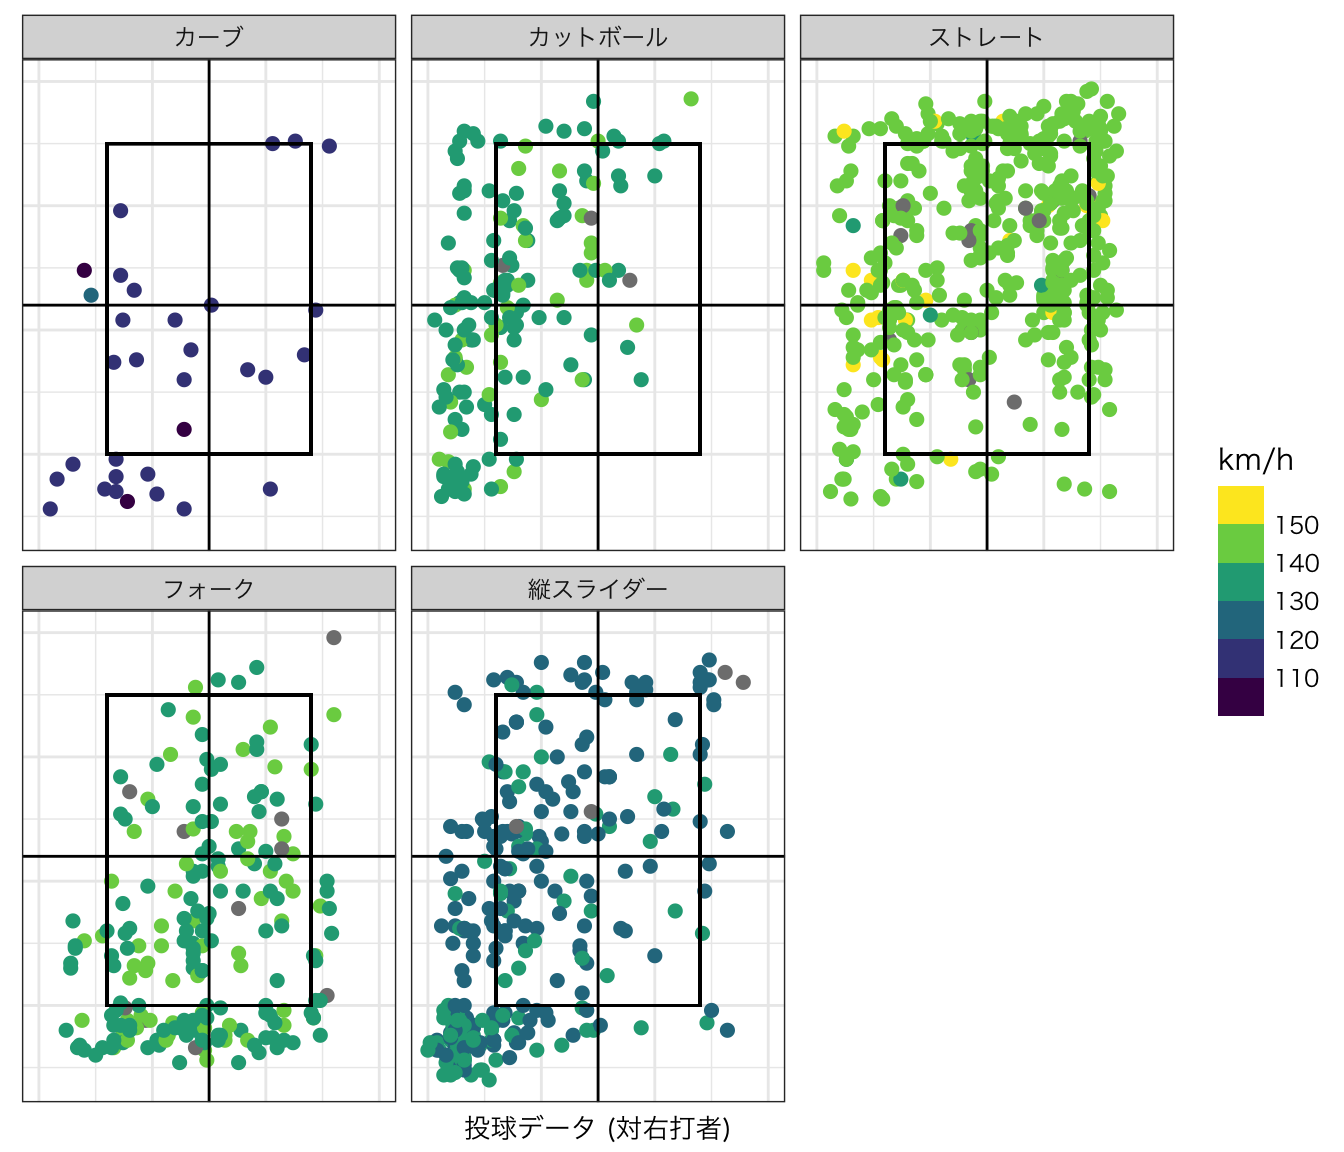 カーブ
カットボール
ストレート
フォーク
縦スライダー
km/h
150
140
130
120
110
投球データ (対右打者)